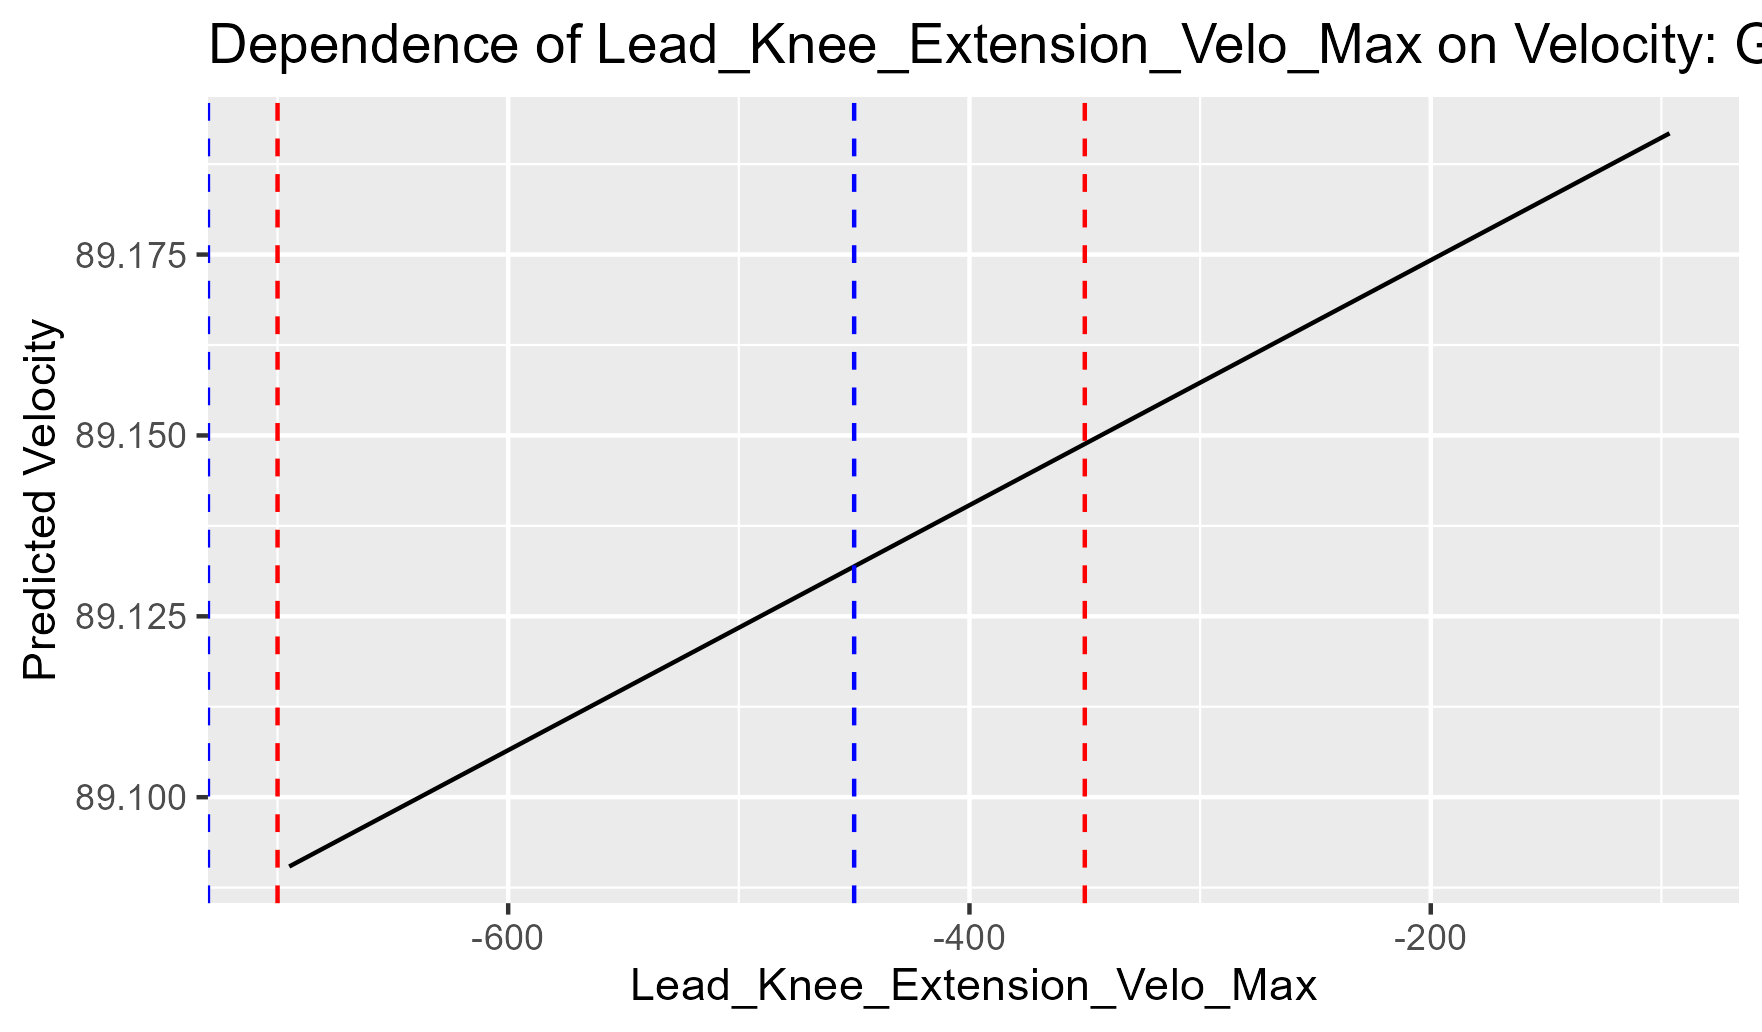 Dependence of Lead_Knee_Extension_Velo_Max on Velocity:
89.175
89.150
89.125
89.100
Predicted Velocity
-600
-400
-200
Lead_Knee_Extension_Velo_Max